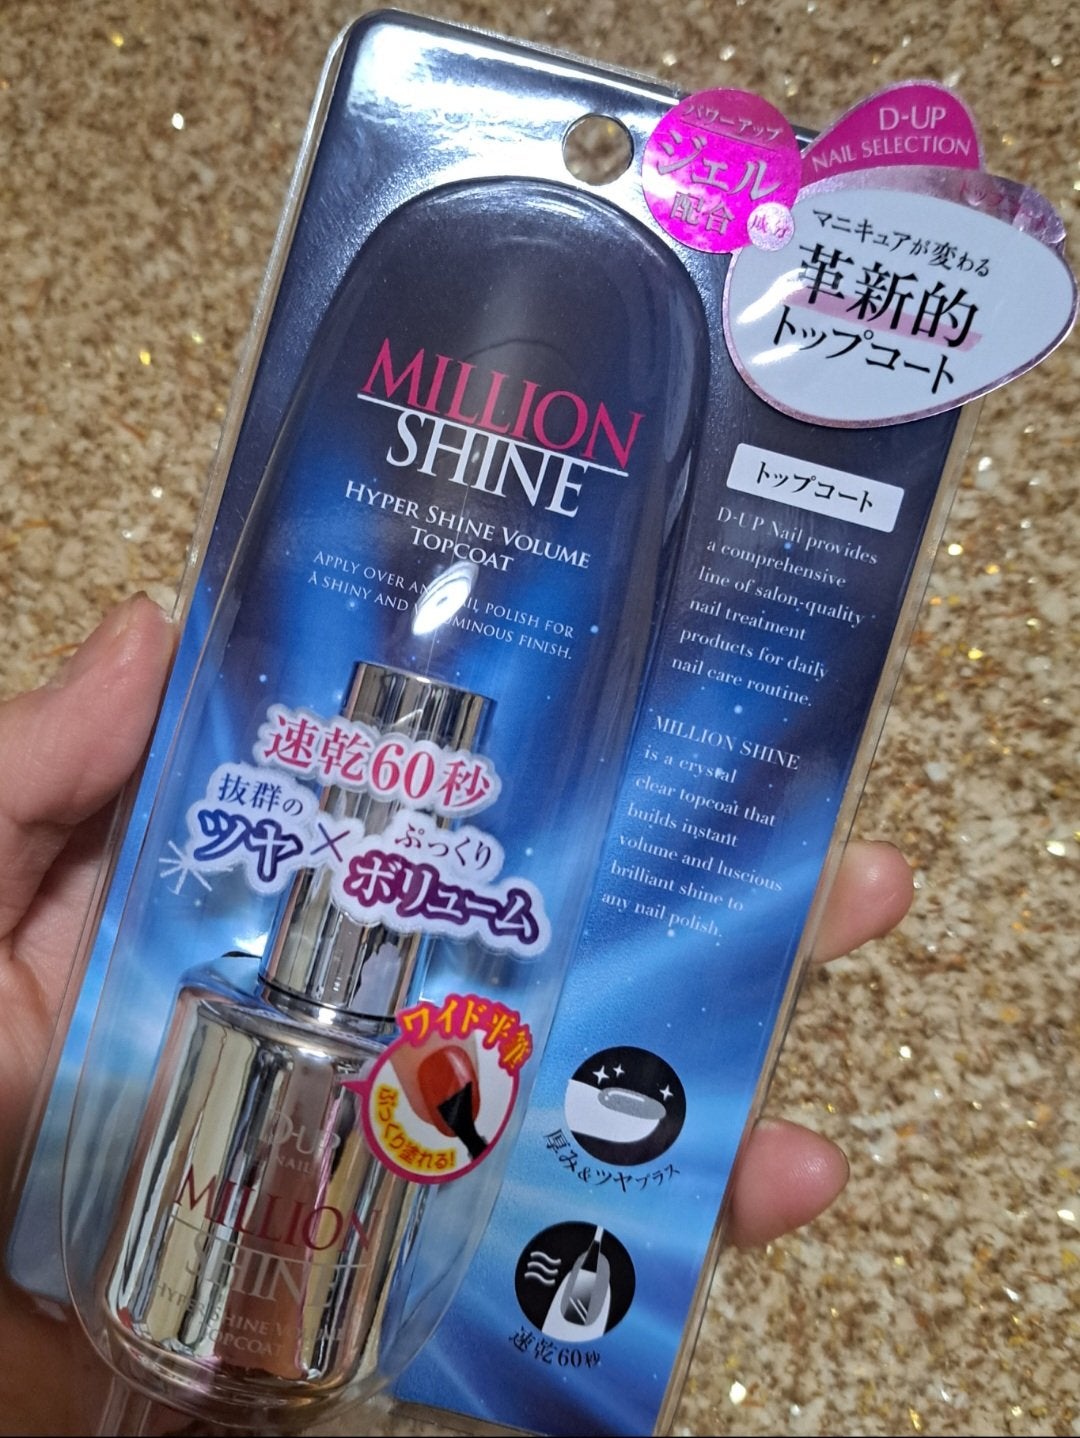 パワーアップ
ジェル
配合
成分
D-UP
NAIL SELECTION
マニキュアが変わる
革新的
トップコート
MILLION
SHINE
HYPER SHINE VOLUME
TOPCOAT
APPLY OVER ANY NAIL POLISH FOR
A SHINY AND VOLUMINOUS FINISH.
トップコート
D-UP Nail provides
a comprehensive
line of salon-quality
nail treatment
products for daily
nail care routine.
MILLION SHINE
is a crystal
clear topcoat that
builds instant
volume and luscious
brilliant shine to
any nail polish.
速乾60秒
抜群の
ツヤ×
ぷっくり
ボリューム
ワイド平筆
ぷっくり塗れる!
D-UP
NAIL
MILLION
SHINE
HYPER SHINE VOLUME
TOPCOAT
厚み&ツヤプラス
速乾60秒